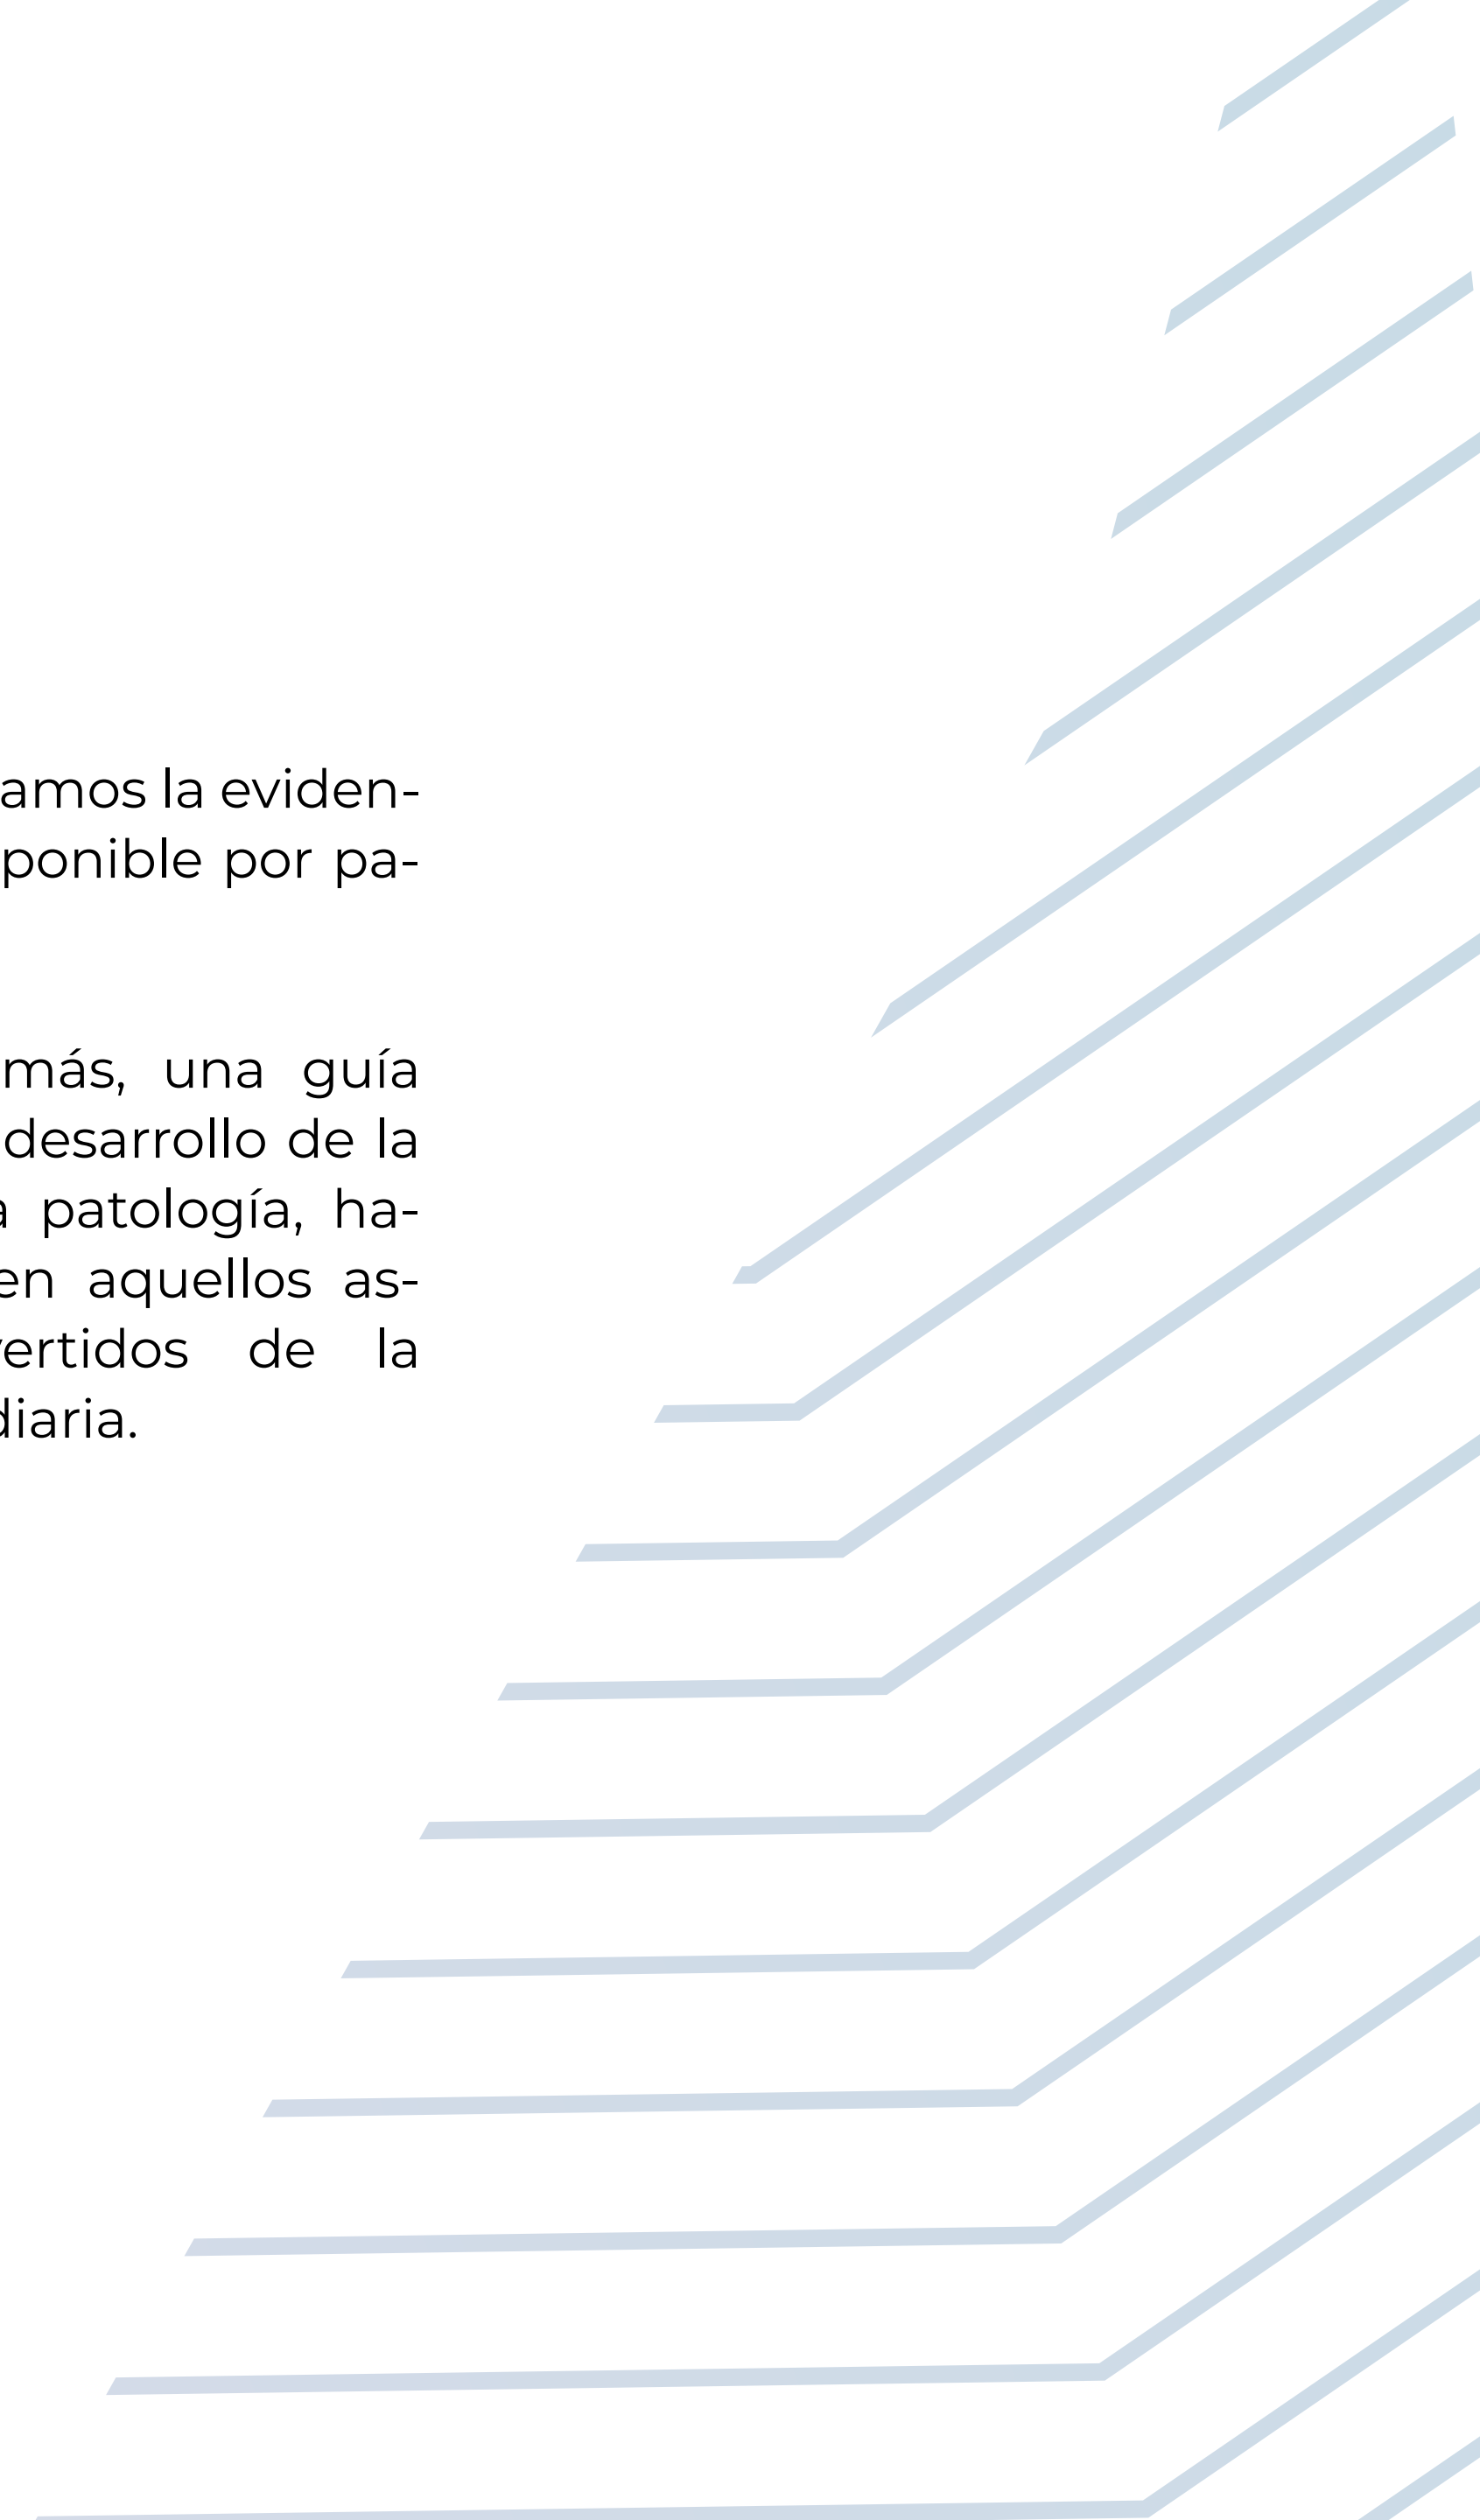 amos la eviden-
ponible por pa-
más, una guía
desarrollo de la
patología, ha-
en aquellos as-
ertidos de la
diaria.